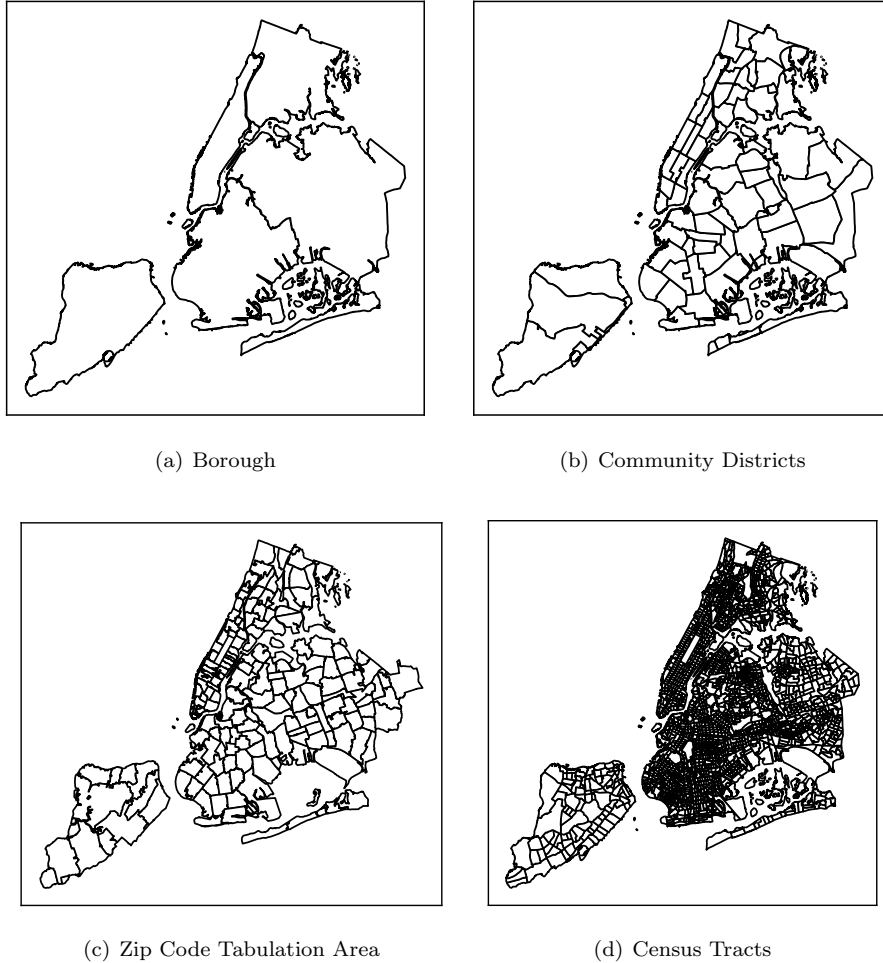 (a) Borough
(b) Community Districts
(c) Zip Code Tabulation Area
(d) Census Tracts